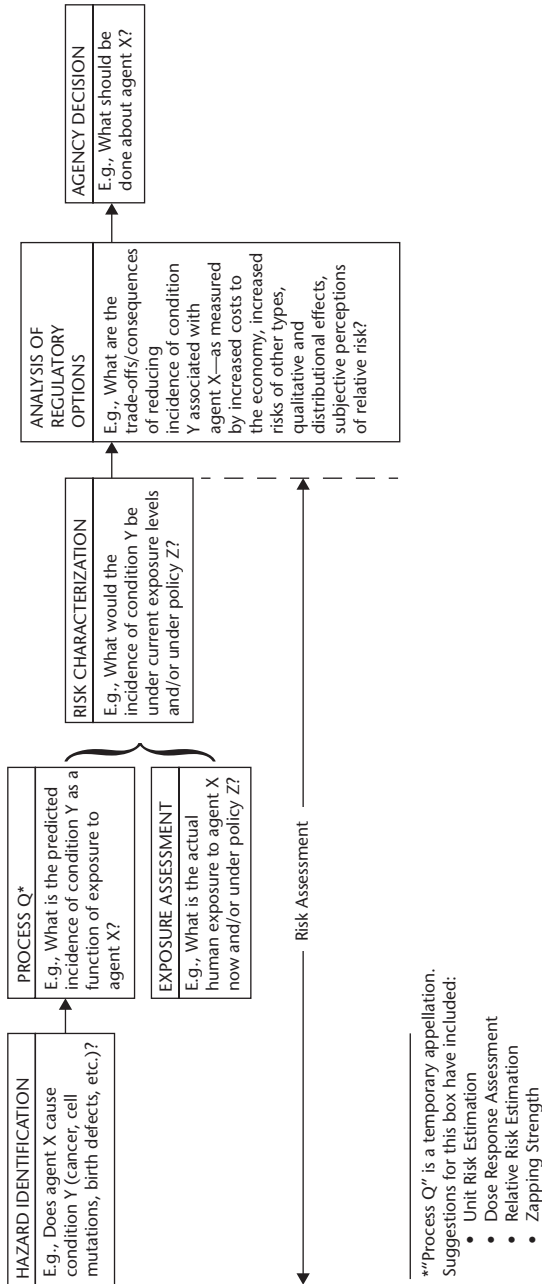 HAZARD IDENTIFICATION
E.g., Does agent X cause
condition Y (cancer, cell
mutations, birth defects, etc.)?
PROCESS Q*
E.g., What is the predicted
incidence of condition Y as a
function of exposure to
agent X?
EXPOSURE ASSESSMENT
E.g., What is the actual
human exposure to agent X
now and/or under policy Z?
RISK CHARACTERIZATION
E.g., What would the
incidence of condition Y be
under current exposure levels
and/or under policy Z?
ANALYSIS OF
REGULATORY
OPTIONS
E.g., What are the
trade-offs/consequences
of reducing
incidence of condition
Y associated with
agent X—as measured
by increased costs to
the economy, increased
risks of other types,
qualitative and
distributional effects,
subjective perceptions
of relative risk?
AGENCY DECISION
E.g., What should be
done about agent X?
Risk Assessment
*“Process Q” is a temporary appellation.
Suggestions for this box have included:
• Unit Risk Estimation
• Dose Response Assessment
• Relative Risk Estimation
• Zapping Strength